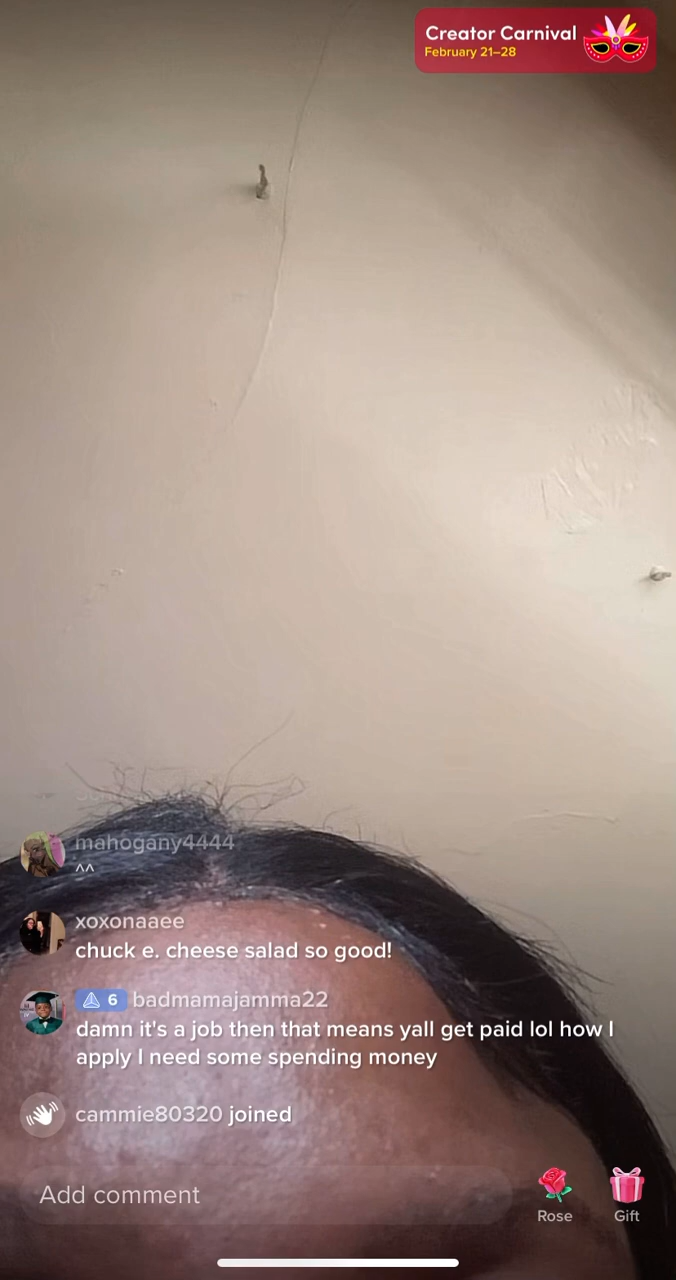 Creator Carnival
February 21–28
mahogany4444
^^
xoxonaaee
chuck e. cheese salad so good!
6 badmamajamma22
damn it's a job then that means yall get paid lol how I
apply I need some spending money
cammie80320 joined
Add comment
Rose
Gift